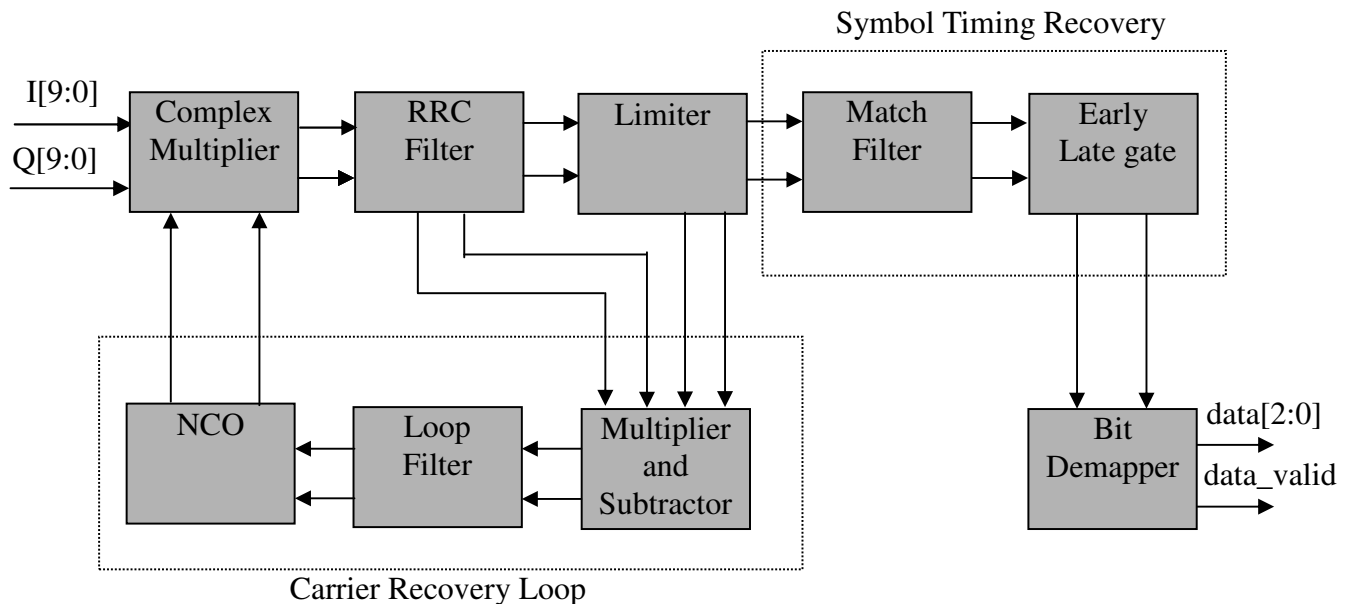 Symbol Timing Recovery
I[9:0]
Q[9:0]
Complex
Multiplier
RRC
Filter
Limiter
Match
Filter
Early
Late gate
NCO
Loop
Filter
Multiplier
and
Subtractor
Bit
Demapper
data[2:0]
data_valid
Carrier Recovery Loop